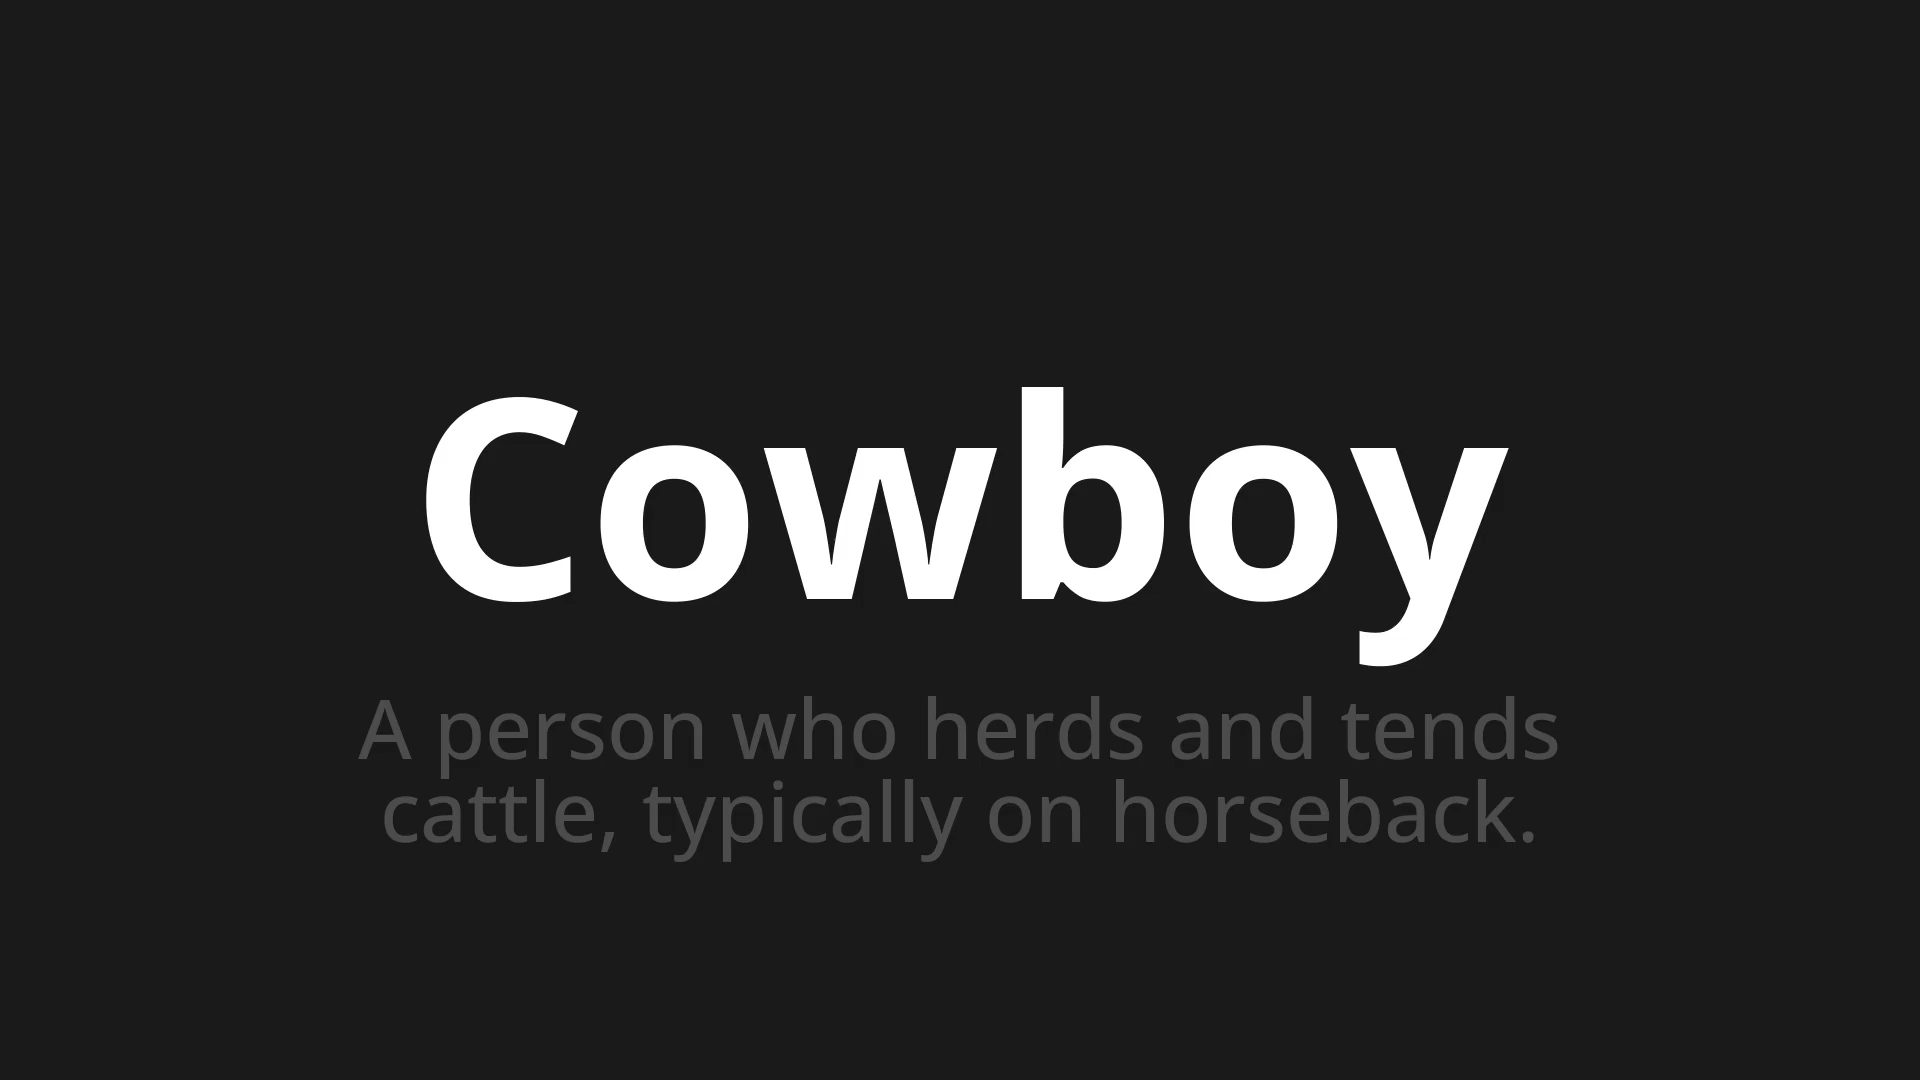 Cowboy
A person who herds and tends
cattle, typically on horseback.